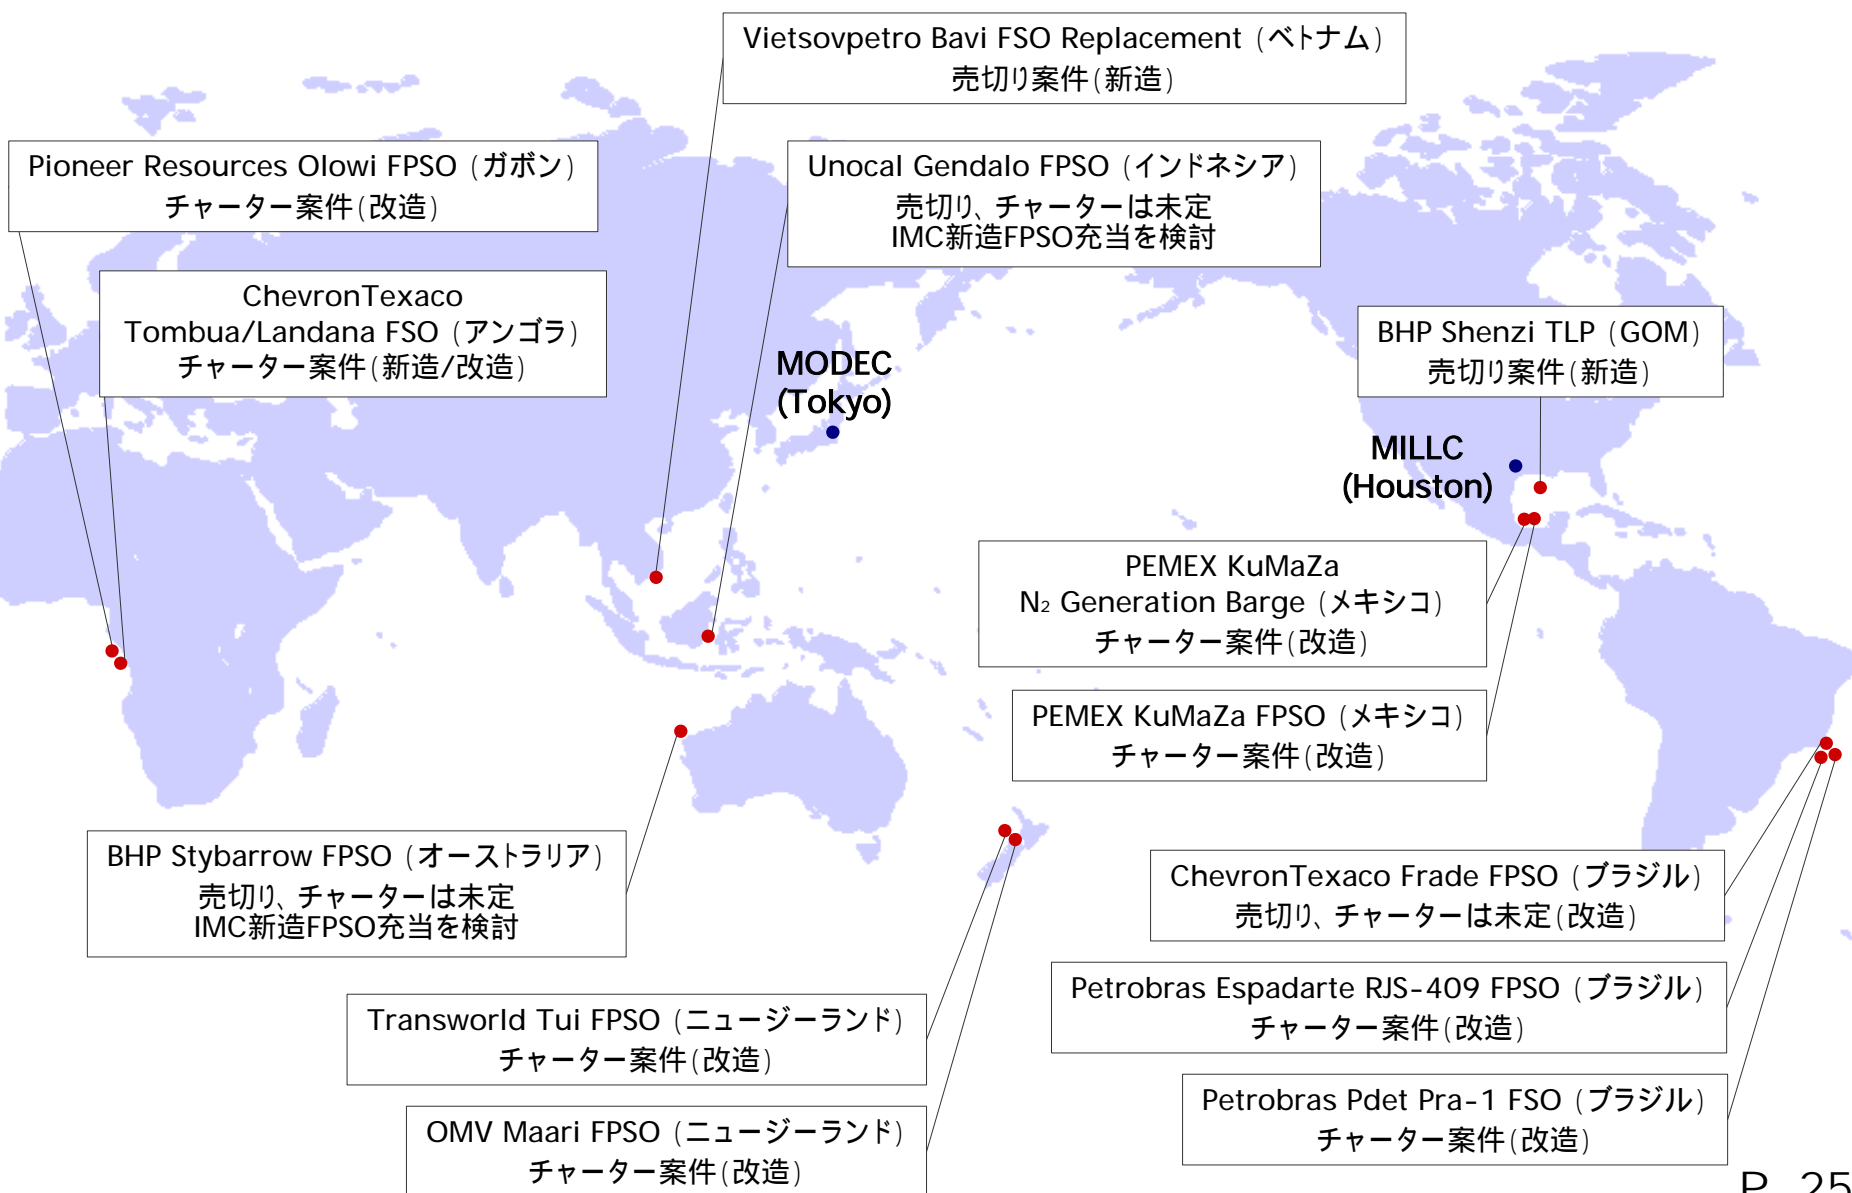 Vietsovpetro Bavi FSO Replacement (ベトナム)
売切り案件(新造)
Pioneer Resources Olowi FPSO (ガボン)
チャーター案件(改造)
Unocal Gendalo FPSO (インドネシア)
売切り、チャーターは未定
IMC新造FPSO充当を検討
ChevronTexaco
Tombua/Landana FSO (アンゴラ)
チャーター案件(新造/改造)
BHP Shenzi TLP (GOM)
売切り案件(新造)
MODEC
(Tokyo)
MILLC
(Houston)
PEMEX KuMaZa
N₂ Generation Barge (メキシコ)
チャーター案件(改造)
PEMEX KuMaZa FPSO (メキシコ)
チャーター案件(改造)
BHP Stybarrow FPSO (オーストラリア)
売切り、チャーターは未定
IMC新造FPSO充当を検討
ChevronTexaco Frade FPSO (ブラジル)
売切り、チャーターは未定(改造)
Transworld Tui FPSO (ニュージーランド)
チャーター案件(改造)
Petrobras Espadarte RJS-409 FPSO (ブラジル)
チャーター案件(改造)
OMV Maari FPSO (ニュージーランド)
チャーター案件(改造)
Petrobras Pdet Pra-1 FSO (ブラジル)
チャーター案件(改造)
P. 25